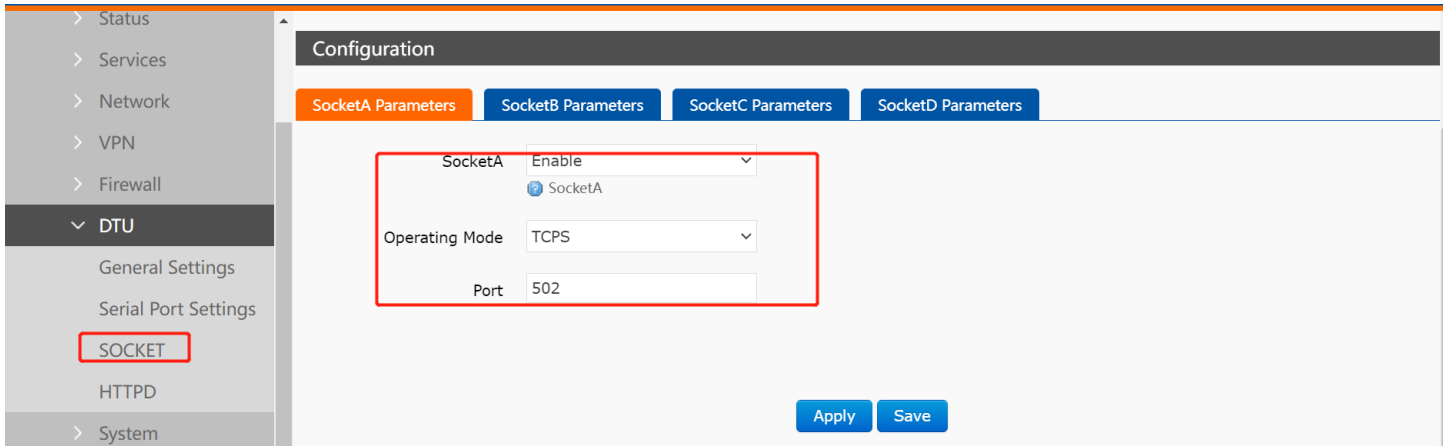 Status
Services
Network
VPN
Firewall
DTU
General Settings
Serial Port Settings
SOCKET
HTTPD
System
Configuration
SocketA Parameters SocketB Parameters SocketC Parameters SocketD Parameters
SocketA Enable
SocketA
Operating Mode TCPS
Port 502
Apply Save